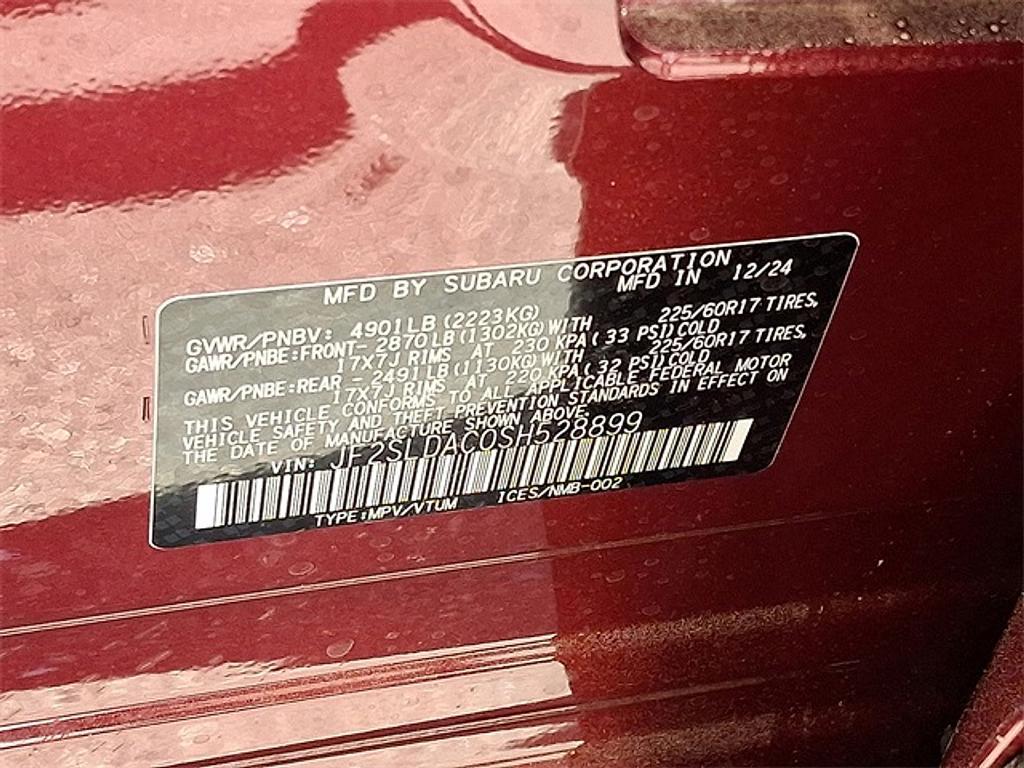 MFD BY SUBARU CORPORATION
MFD IN 12/24
GVWR/PNBV: 4901LB(2223KG)
GAWR/PNBE:FRONT- 2870LB(1302KG)WITH 225/60R17 TIRES,
17X7J RIMS AT 230 KPA( 33 PSI)COLD
GAWR/PNBE:REAR - 2491LB(1130KG)WITH 225/60R17 TIRES,
17X7J RIMS AT 220 KPA( 32 PSI)COLD
THIS VEHICLE CONFORMS TO ALL APPLICABLE FEDERAL MOTOR
VEHICLE SAFETY AND THEFT PREVENTION STANDARDS IN EFFECT ON
THE DATE OF MANUFACTURE SHOWN ABOVE.
VIN: JF2SLDAC0SH528899
TYPE:MPV/VTUM ICES/NMB-002